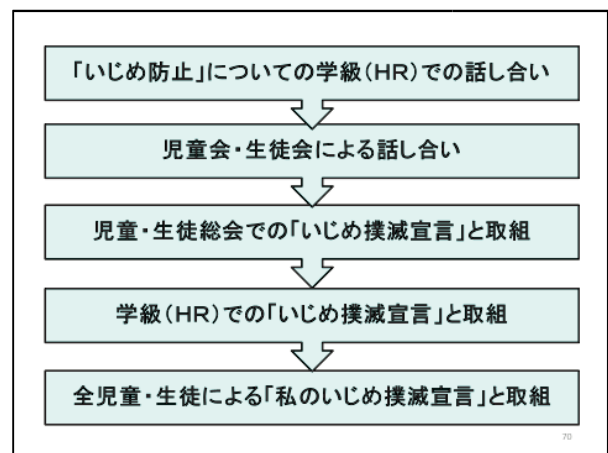 「いじめ防止」についての学級(HR)での話し合い
児童会・生徒会による話し合い
児童・生徒総会での「いじめ撲滅宣言」と取組
学級(HR)での「いじめ撲滅宣言」と取組
全児童・生徒による「私のいじめ撲滅宣言」と取組
70